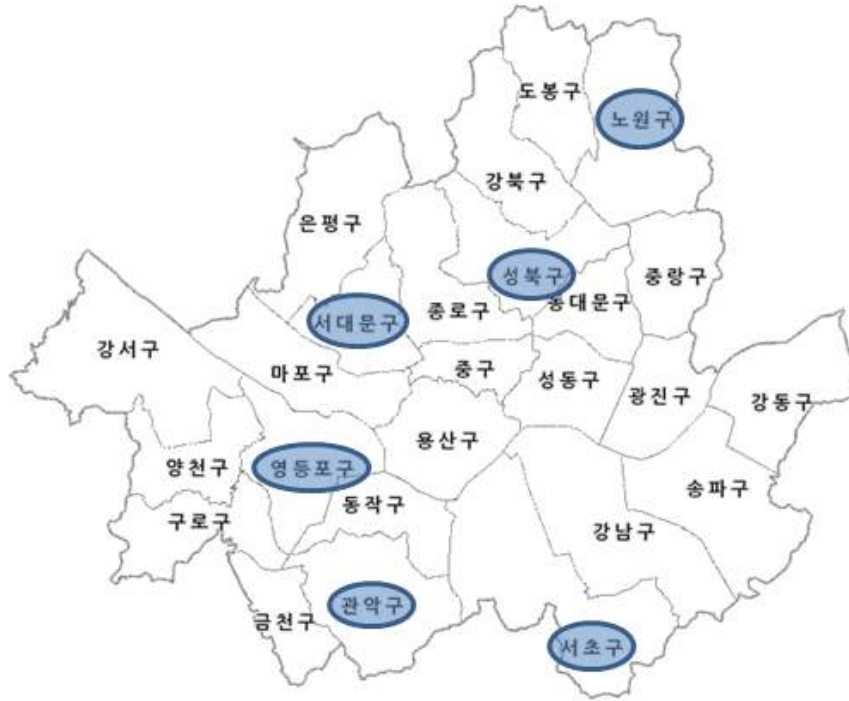 도봉구
노원구
강북구
은평구
성북구
중랑구
동대문구
종로구
서대문구
강서구
마포구
중구
성동구
광진구
강동구
용산구
양천구
영등포구
송파구
동작구
구로구
강남구
관악구
금천구
서초구